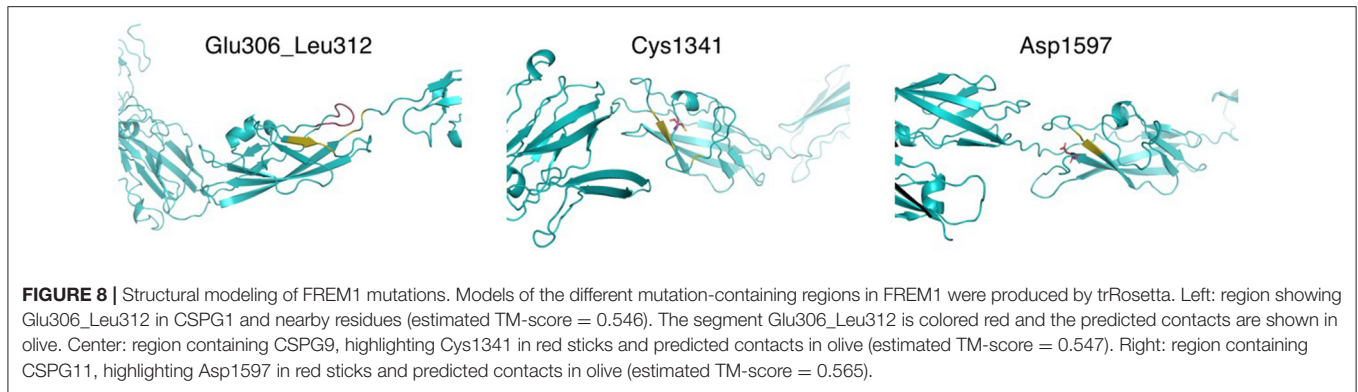 Glu306_Leu312
Cys1341
Asp1597
FIGURE 8 | Structural modeling of FREM1 mutations. Models of the different mutation-containing regions in FREM1 were produced by trRosetta. Left: region showing
Glu306_Leu312 in CSPG1 and nearby residues (estimated TM-score = 0.546). The segment Glu306_Leu312 is colored red and the predicted contacts are shown in
olive. Center: region containing CSPG9, highlighting Cys1341 in red sticks and predicted contacts in olive (estimated TM-score = 0.547). Right: region containing
CSPG11, highlighting Asp1597 in red sticks and predicted contacts in olive (estimated TM-score = 0.565).